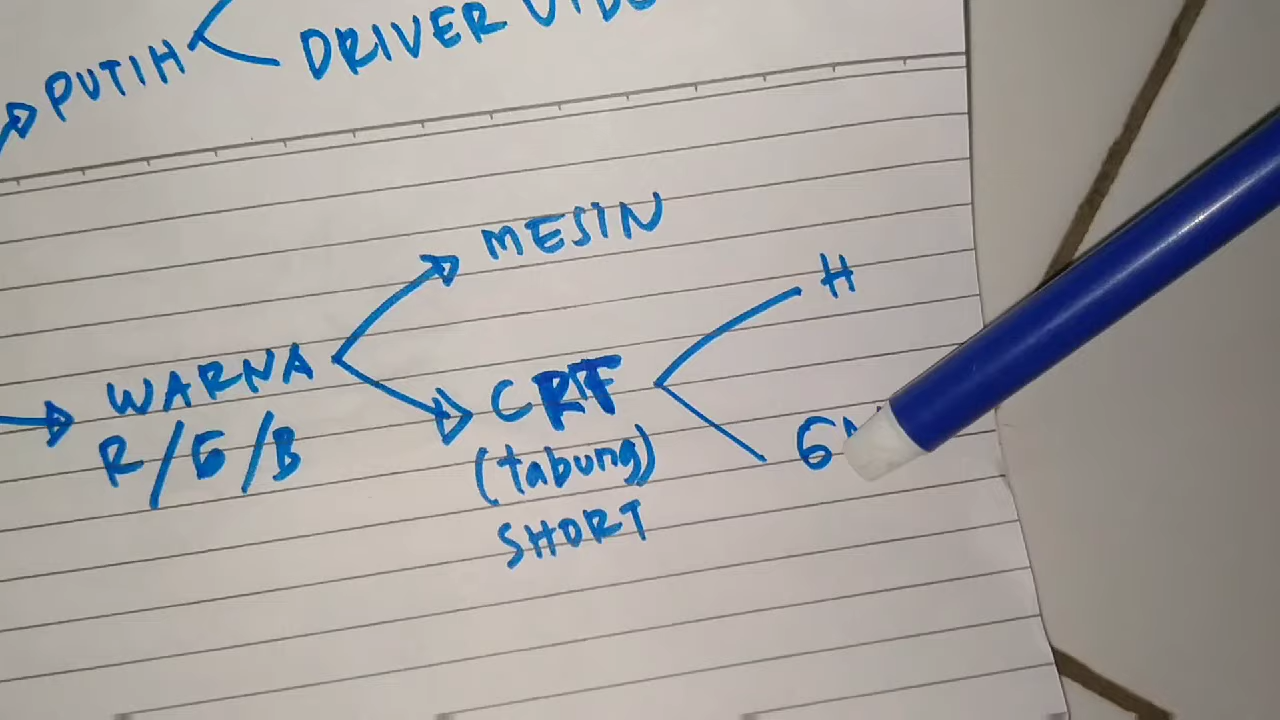 PUTIH
DRIVER
MESIN
H
WARNA
R/G/B
CRT
(tabung)
SHORT